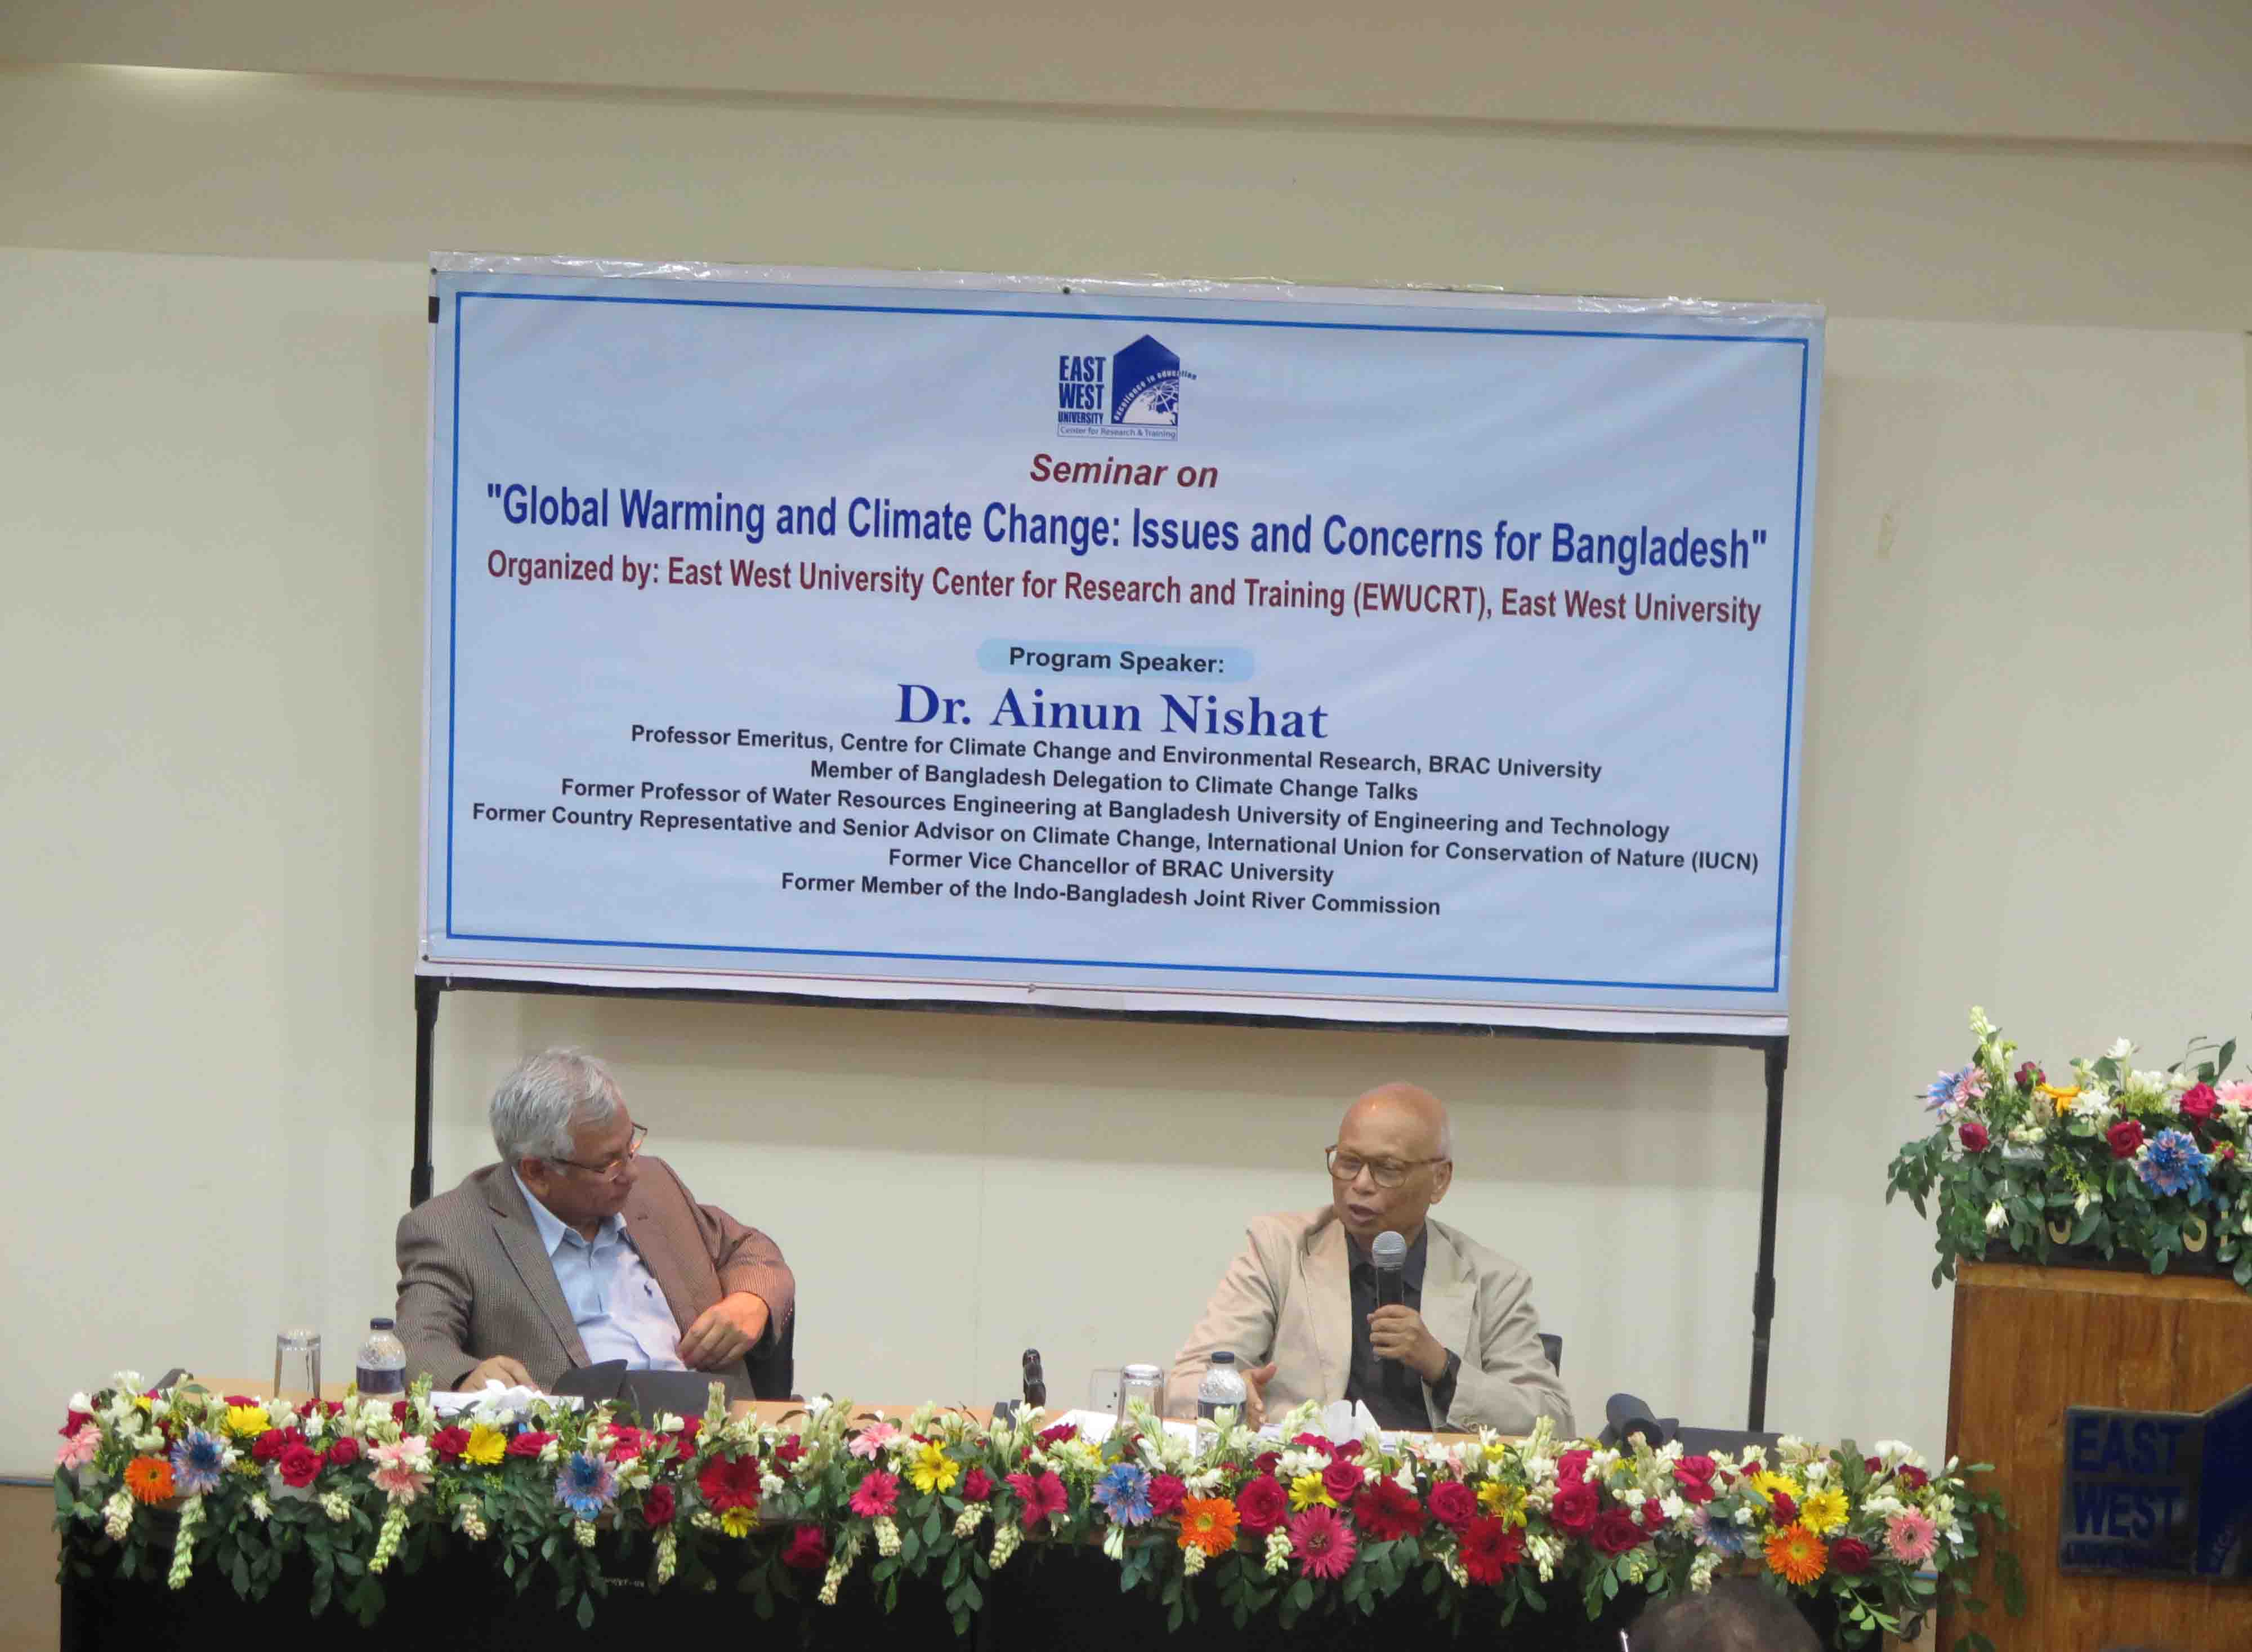 EAST
WEST
UNIVERSITY
excellence in education
Center for Research & Training
Seminar on
"Global Warming and Climate Change: Issues and Concerns for Bangladesh"
Organized by: East West University Center for Research and Training (EWUCRT), East West University
Program Speaker:
Dr. Ainun Nishat
Professor Emeritus, Centre for Climate Change and Environmental Research, BRAC University
Member of Bangladesh Delegation to Climate Change Talks
Former Professor of Water Resources Engineering at Bangladesh University of Engineering and Technology
Former Country Representative and Senior Advisor on Climate Change, International Union for Conservation of Nature (IUCN)
Former Vice Chancellor of BRAC University
Former Member of the Indo-Bangladesh Joint River Commission
EAST
WEST
UNIVERSITY